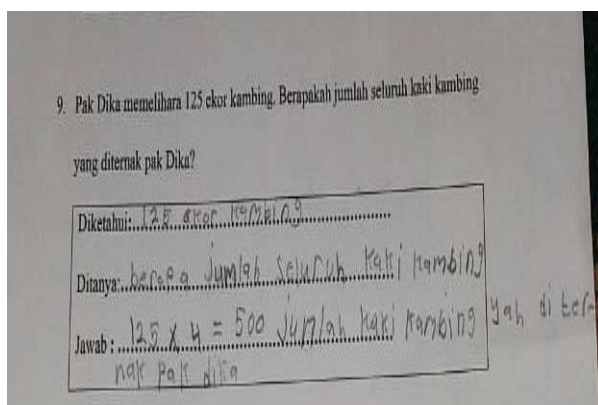 9. Pak Dika memelihara 125 ekor kambing. Berapakah jumlah seluruh kaki kambing
yang diternak pak Dika?
Diketahui:...125 ekor kambing...
Ditanya:...berapa jumlah seluruh kaki kambing
Jawab :...125 x 4 = 500 jumlah kaki kambing yah di ter-
nak pak dika